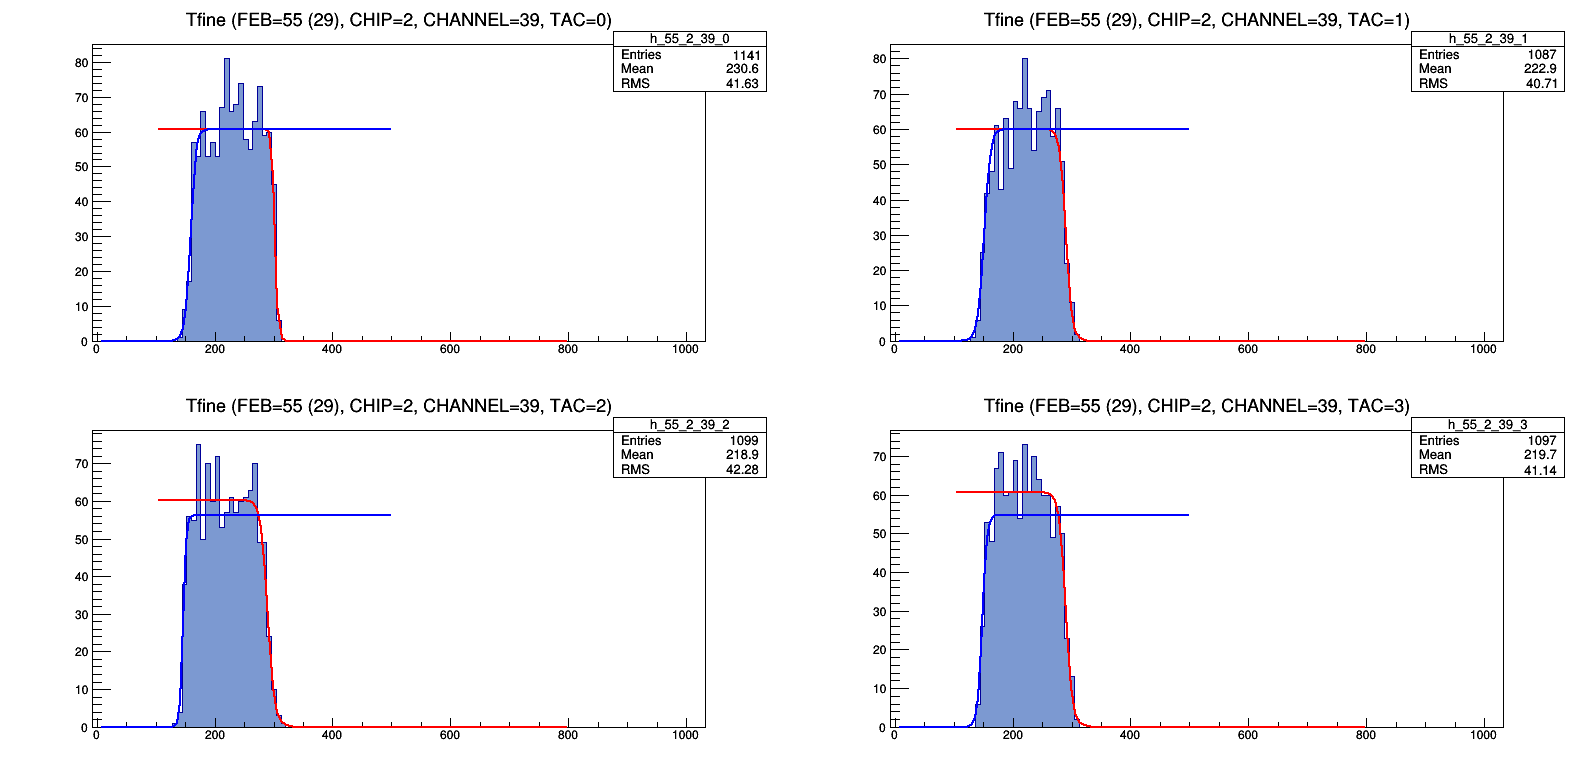 Tfine (FEB=55 (29), CHIP=2, CHANNEL=39, TAC=0)
h_55_2_39_0
Entries 1141
Mean 230.6
RMS 41.63
80
70
60
50
40
30
20
10
0
0 200 400 600 800 1000
Tfine (FEB=55 (29), CHIP=2, CHANNEL=39, TAC=1)
h_55_2_39_1
Entries 1087
Mean 222.9
RMS 40.71
80
70
60
50
40
30
20
10
0
0 200 400 600 800 1000
Tfine (FEB=55 (29), CHIP=2, CHANNEL=39, TAC=2)
h_55_2_39_2
Entries 1099
Mean 218.9
RMS 42.28
70
60
50
40
30
20
10
0
0 200 400 600 800 1000
Tfine (FEB=55 (29), CHIP=2, CHANNEL=39, TAC=3)
h_55_2_39_3
Entries 1097
Mean 219.7
RMS 41.14
70
60
50
40
30
20
10
0
0 200 400 600 800 1000